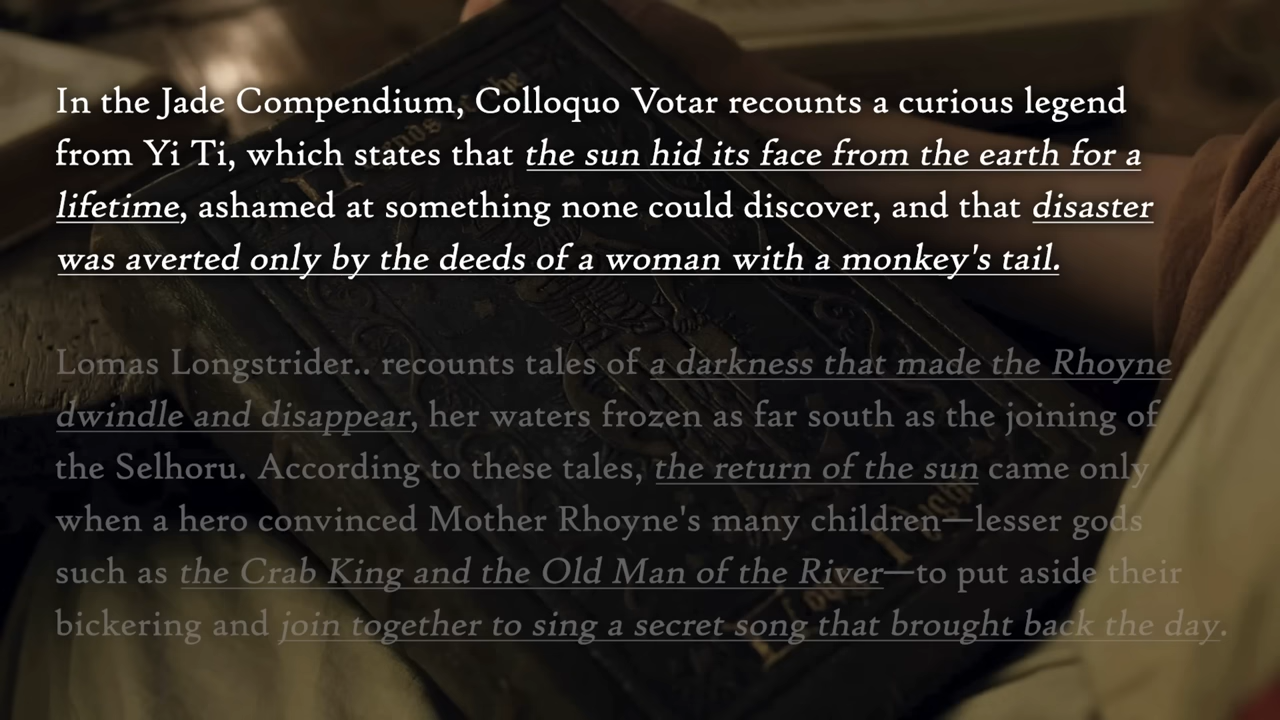 In the Jade Compendium, Colloquo Votar recounts a curious legend
from Yi Ti, which states that the sun hid its face from the earth for a
lifetime, ashamed at something none could discover, and that disaster
was averted only by the deeds of a woman with a monkey's tail.
Lomas Longstrider.. recounts tales of a darkness that made the Rhoyne
dwindle and disappear, her waters frozen as far south as the joining of
the Selhoru. According to these tales, the return of the sun came only
when a hero convinced Mother Rhoyne's many children—lesser gods
such as the Crab King and the Old Man of the River—to put aside their
bickering and join together to sing a secret song that brought back the day.